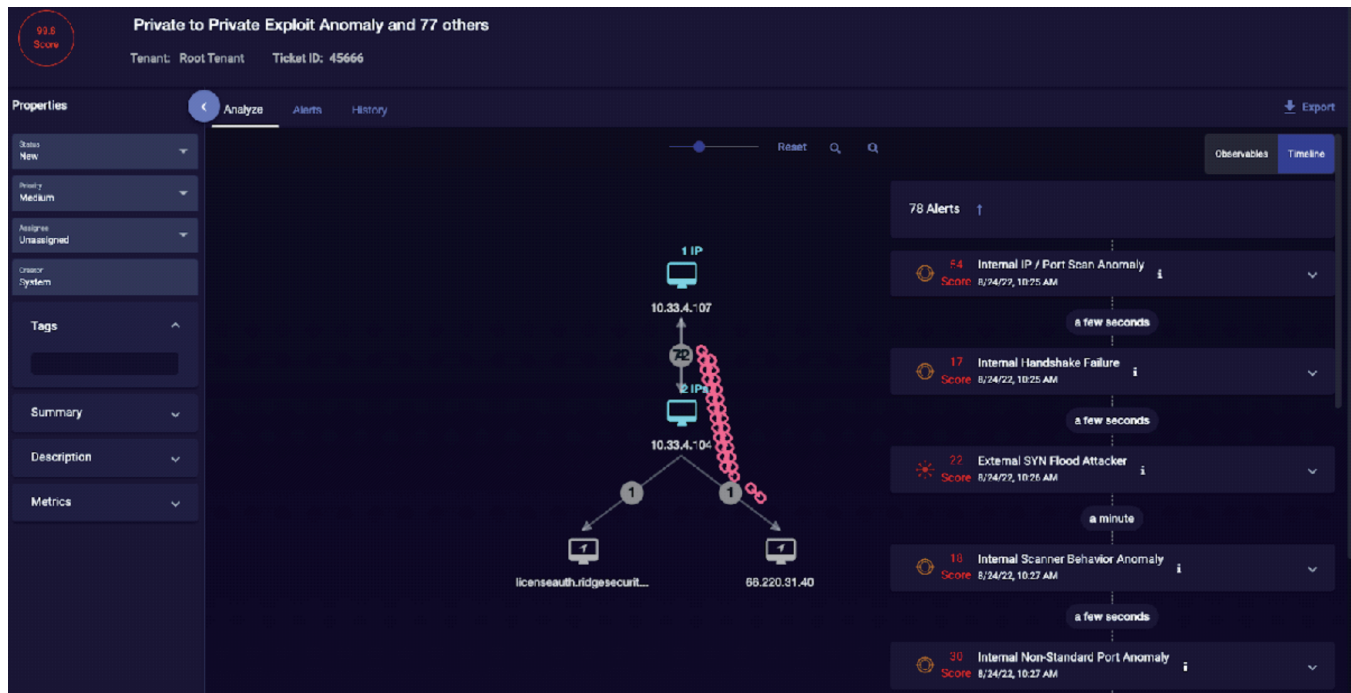 99.8
Score
Private to Private Exploit Anomaly and 77 others
Tenant: Root Tenant Ticket ID: 45666
Properties
Analyze Alerts History
Export
Status
New
Priority
Medium
Assignee
Unassigned
Creator
System
Tags
Summary
Description
Metrics
Reset
Observables Timeline
1 IP
10.33.4.107
72
2 IPs
10.33.4.104
1 1
licenseauth.ridgesecurit...
66.220.31.40
78 Alerts
54 Internal IP / Port Scan Anomaly
Score 8/24/22, 10:25 AM
a few seconds
17 Internal Handshake Failure
Score 8/24/22, 10:25 AM
a few seconds
22 External SYN Flood Attacker
Score 8/24/22, 10:26 AM
a minute
18 Internal Scanner Behavior Anomaly
Score 8/24/22, 10:27 AM
a few seconds
30 Internal Non-Standard Port Anomaly
Score 8/24/22, 10:27 AM